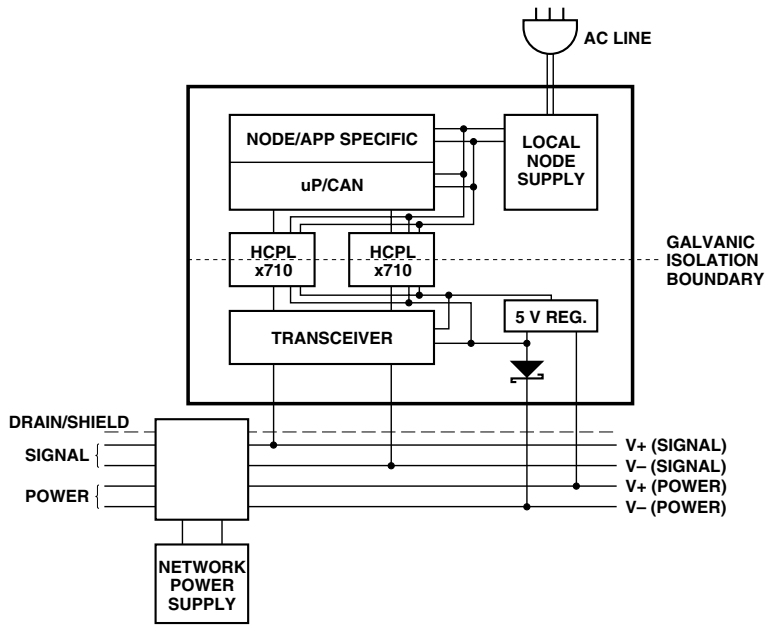 AC LINE
NODE/APP SPECIFIC
uP/CAN
LOCAL
NODE
SUPPLY
HCPL
x710
HCPL
x710
GALVANIC
ISOLATION
BOUNDARY
5 V REG.
TRANSCEIVER
DRAIN/SHIELD
SIGNAL
POWER
V+ (SIGNAL)
V– (SIGNAL)
V+ (POWER)
V– (POWER)
NETWORK
POWER
SUPPLY